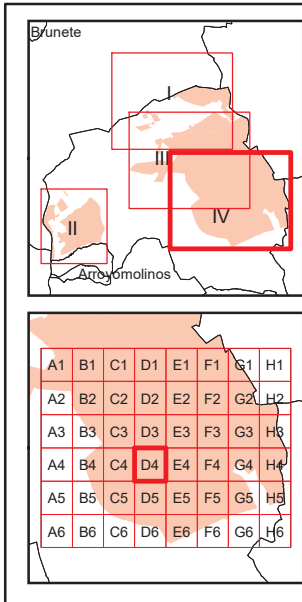 Brunete
I
III
IV
II
Arroyomolinos
A1 B1 C1 D1 E1 F1 G1 H1
A2 B2 C2 D2 E2 F2 G2 H2
A3 B3 C3 D3 E3 F3 G3 H3
A4 B4 C4 D4 E4 F4 G4 H4
A5 B5 C5 D5 E5 F5 G5 H5
A6 B6 C6 D6 E6 F6 G6 H6